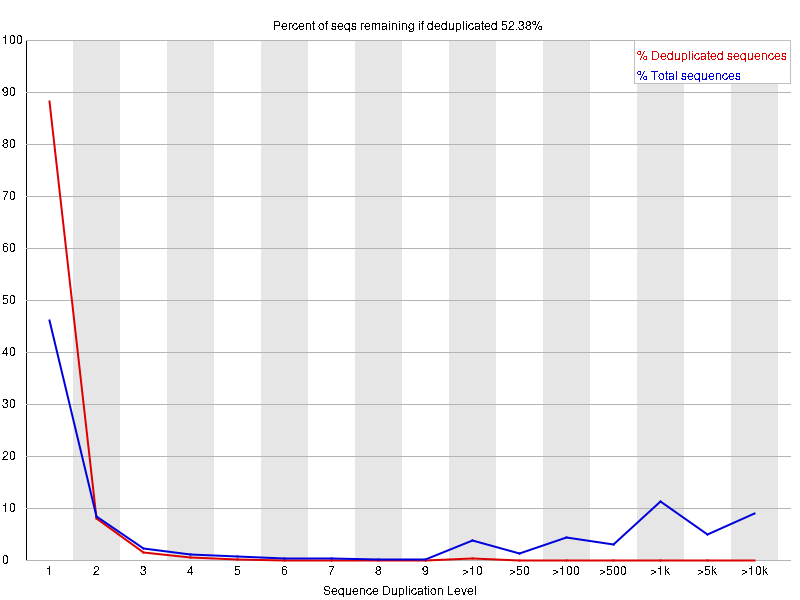 Percent of seqs remaining if deduplicated 52.38%
% Deduplicated sequences
% Total sequences
100
90
80
70
60
50
40
30
20
10
0
1 2 3 4 5 6 7 8 9 >10 >50 >100 >500 >1k >5k >10k
Sequence Duplication Level